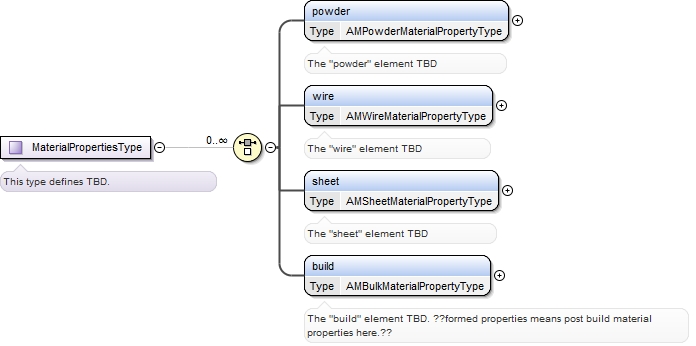 powder
Type AMPowderMaterialPropertyType
The "powder" element TBD
wire
Type AMWireMaterialPropertyType
The "wire" element TBD
MaterialPropertiesType
0..∞
This type defines TBD.
sheet
Type AMSheetMaterialPropertyType
The "sheet" element TBD
build
Type AMBulkMaterialPropertyType
The "build" element TBD. ??formed properties means post build material
properties here.??